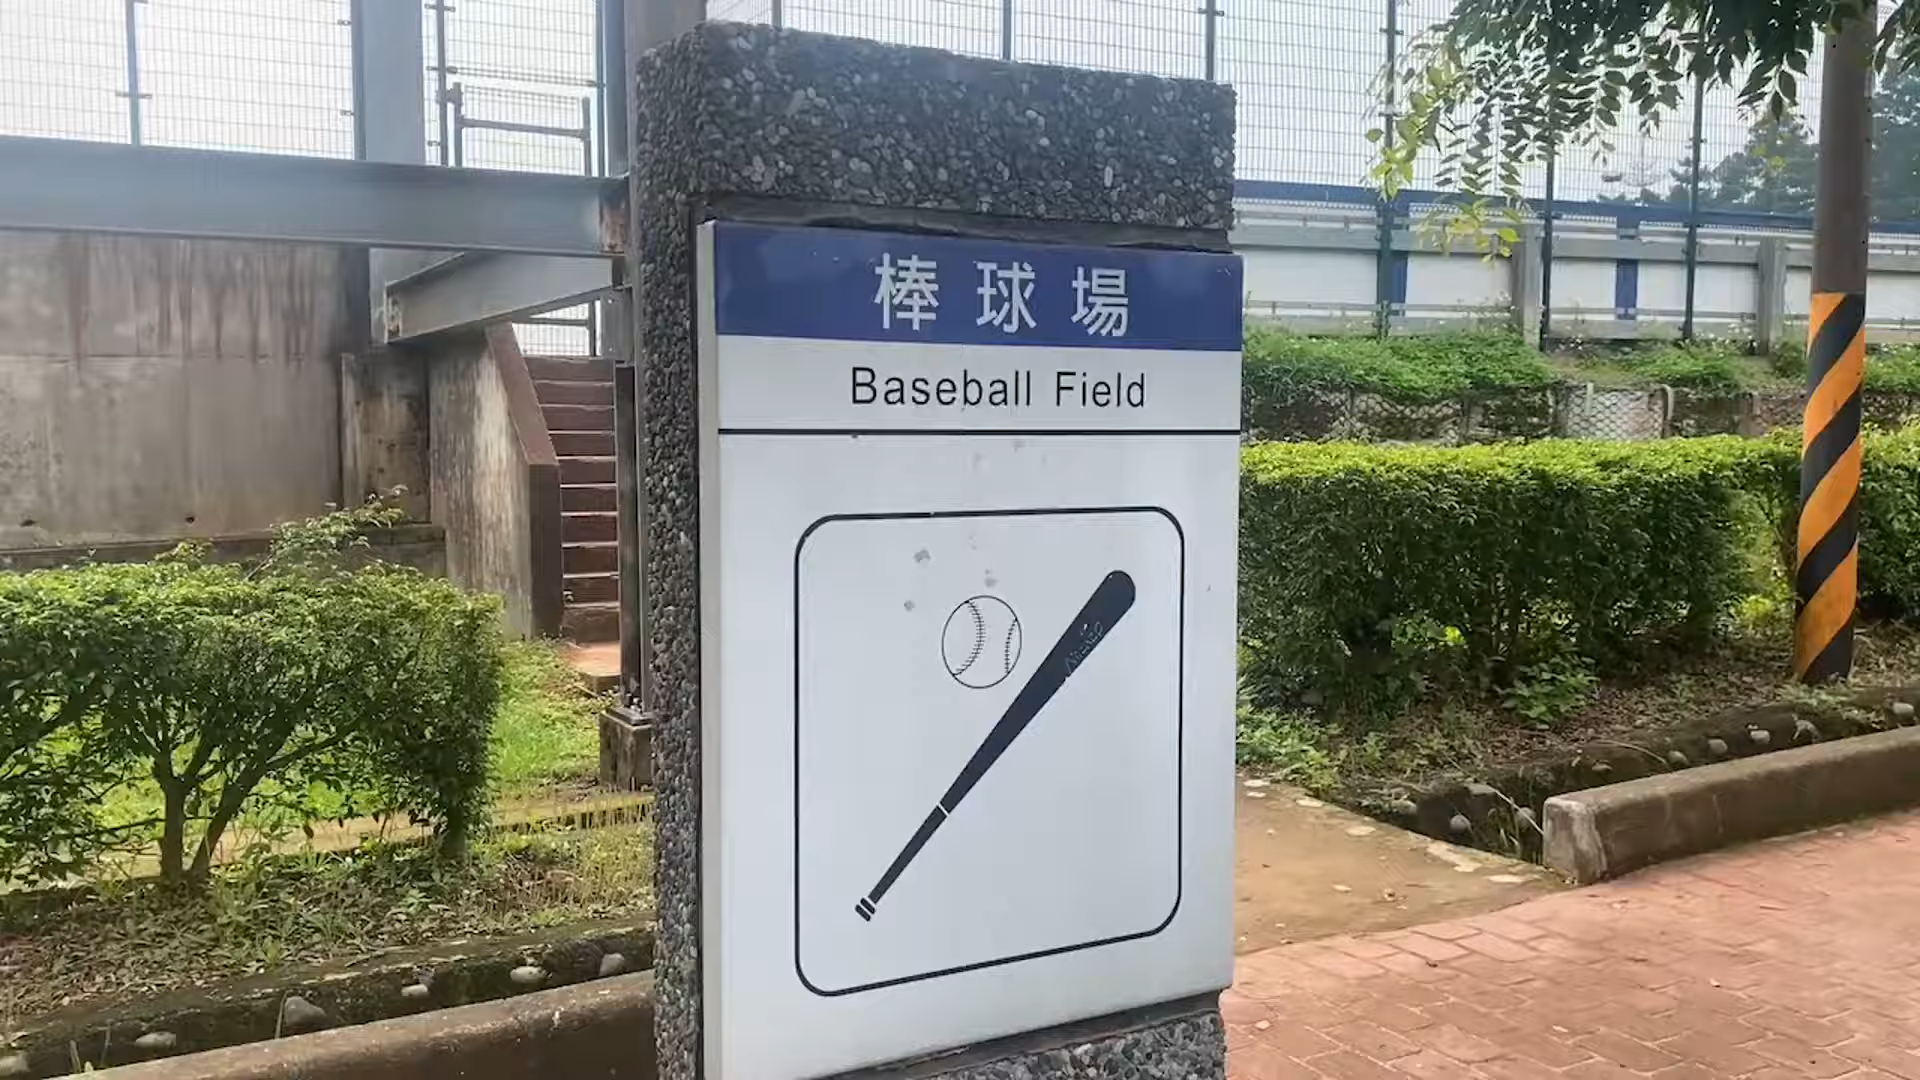 棒球場
Baseball Field